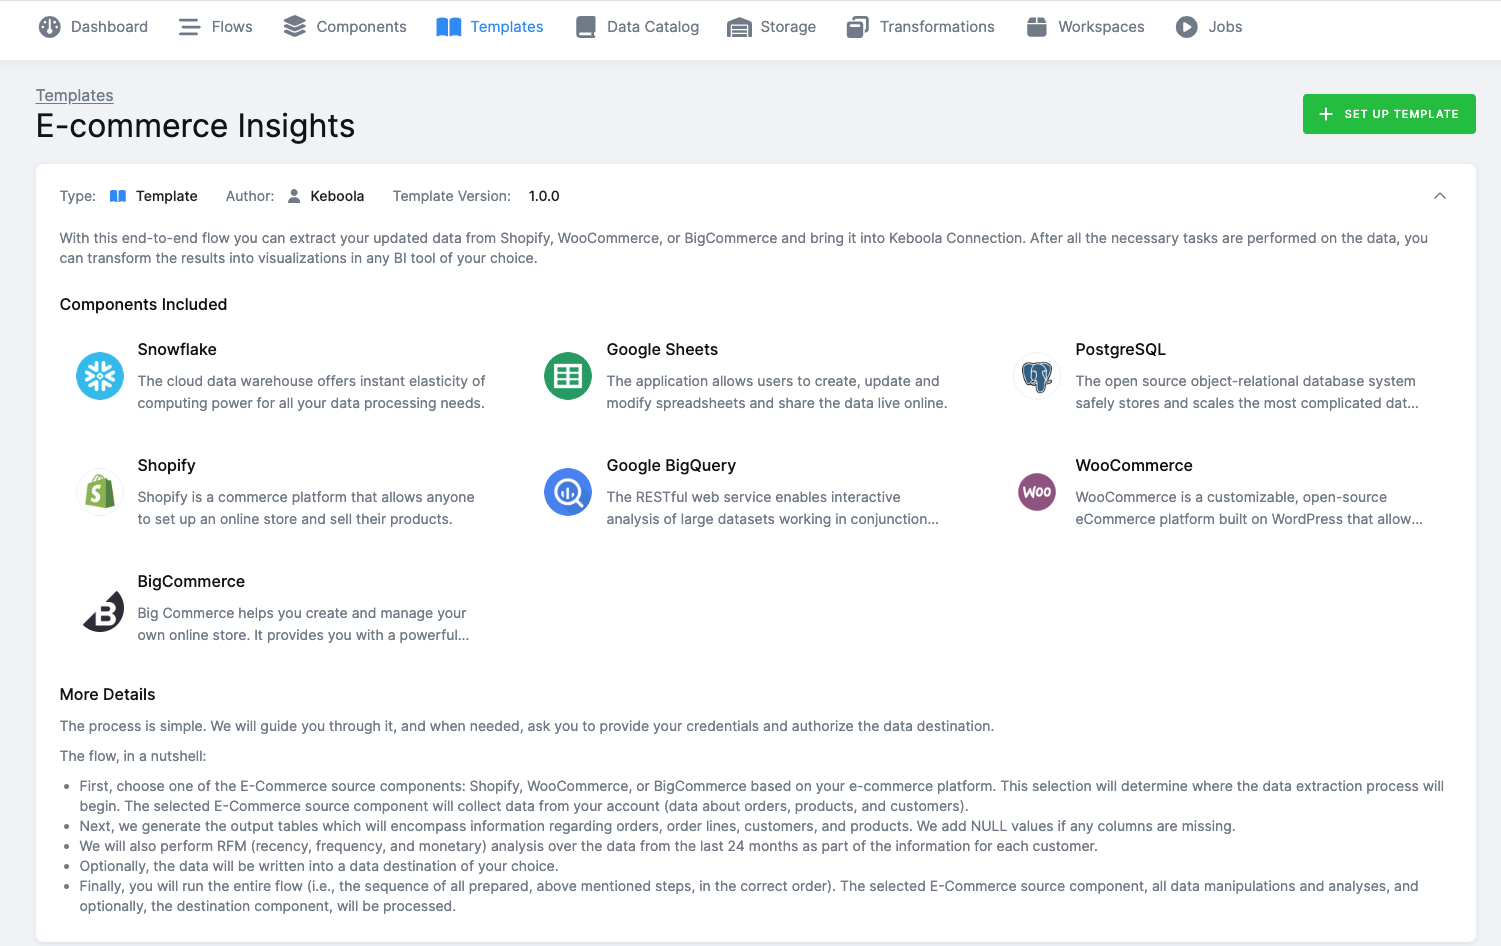 Dashboard Flows Components Templates Data Catalog Storage Transformations Workspaces Jobs
Templates
E-commerce Insights
SET UP TEMPLATE
Type: Template Author: Keboola Template Version: 1.0.0
With this end-to-end flow you can extract your updated data from Shopify, WooCommerce, or BigCommerce and bring it into Keboola Connection. After all the necessary tasks are performed on the data, you
can transform the results into visualizations in any BI tool of your choice.
Components Included
Snowflake
The cloud data warehouse offers instant elasticity of
computing power for all your data processing needs.
Google Sheets
The application allows users to create, update and
modify spreadsheets and share the data live online.
PostgreSQL
The open source object-relational database system
safely stores and scales the most complicated dat...
Shopify
Shopify is a commerce platform that allows anyone
to set up an online store and sell their products.
Google BigQuery
The RESTful web service enables interactive
analysis of large datasets working in conjunction...
Woo
WooCommerce
WooCommerce is a customizable, open-source
eCommerce platform built on WordPress that allow...
B
BigCommerce
Big Commerce helps you create and manage your
own online store. It provides you with a powerful...
More Details
The process is simple. We will guide you through it, and when needed, ask you to provide your credentials and authorize the data destination.
The flow, in a nutshell:
• First, choose one of the E-Commerce source components: Shopify, WooCommerce, or BigCommerce based on your e-commerce platform. This selection will determine where the data extraction process will
begin. The selected E-Commerce source component will collect data from your account (data about orders, products, and customers).
• Next, we generate the output tables which will encompass information regarding orders, order lines, customers, and products. We add NULL values if any columns are missing.
• We will also perform RFM (recency, frequency, and monetary) analysis over the data from the last 24 months as part of the information for each customer.
• Optionally, the data will be written into a data destination of your choice.
• Finally, you will run the entire flow (i.e., the sequence of all prepared, above mentioned steps, in the correct order). The selected E-Commerce source component, all data manipulations and analyses, and
optionally, the destination component, will be processed.